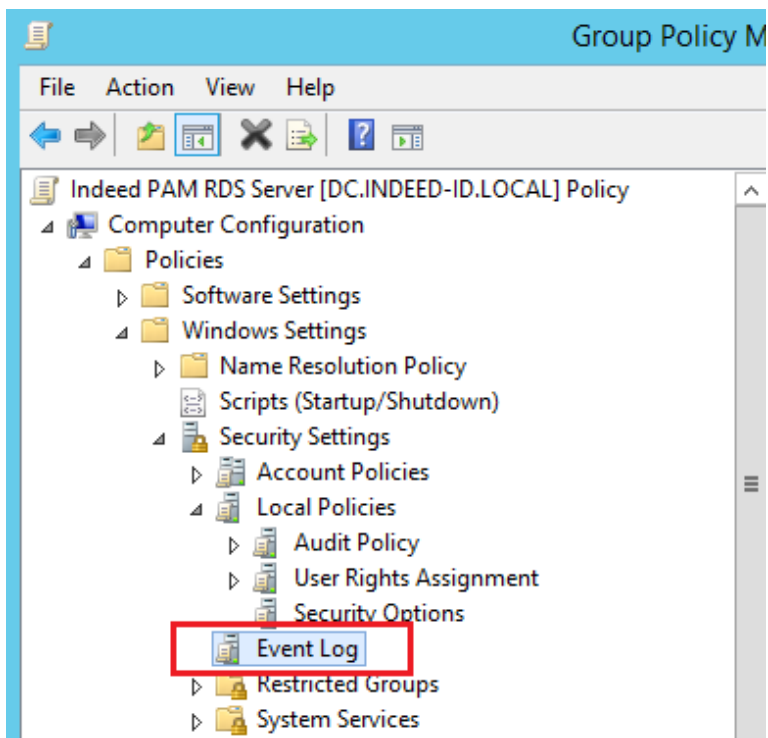 Group Policy M
File Action View Help
Indeed PAM RDS Server [DC.INDEED-ID.LOCAL] Policy
Computer Configuration
Policies
Software Settings
Windows Settings
Name Resolution Policy
Scripts (Startup/Shutdown)
Security Settings
Account Policies
Local Policies
Audit Policy
User Rights Assignment
Security Options
Event Log
Restricted Groups
System Services